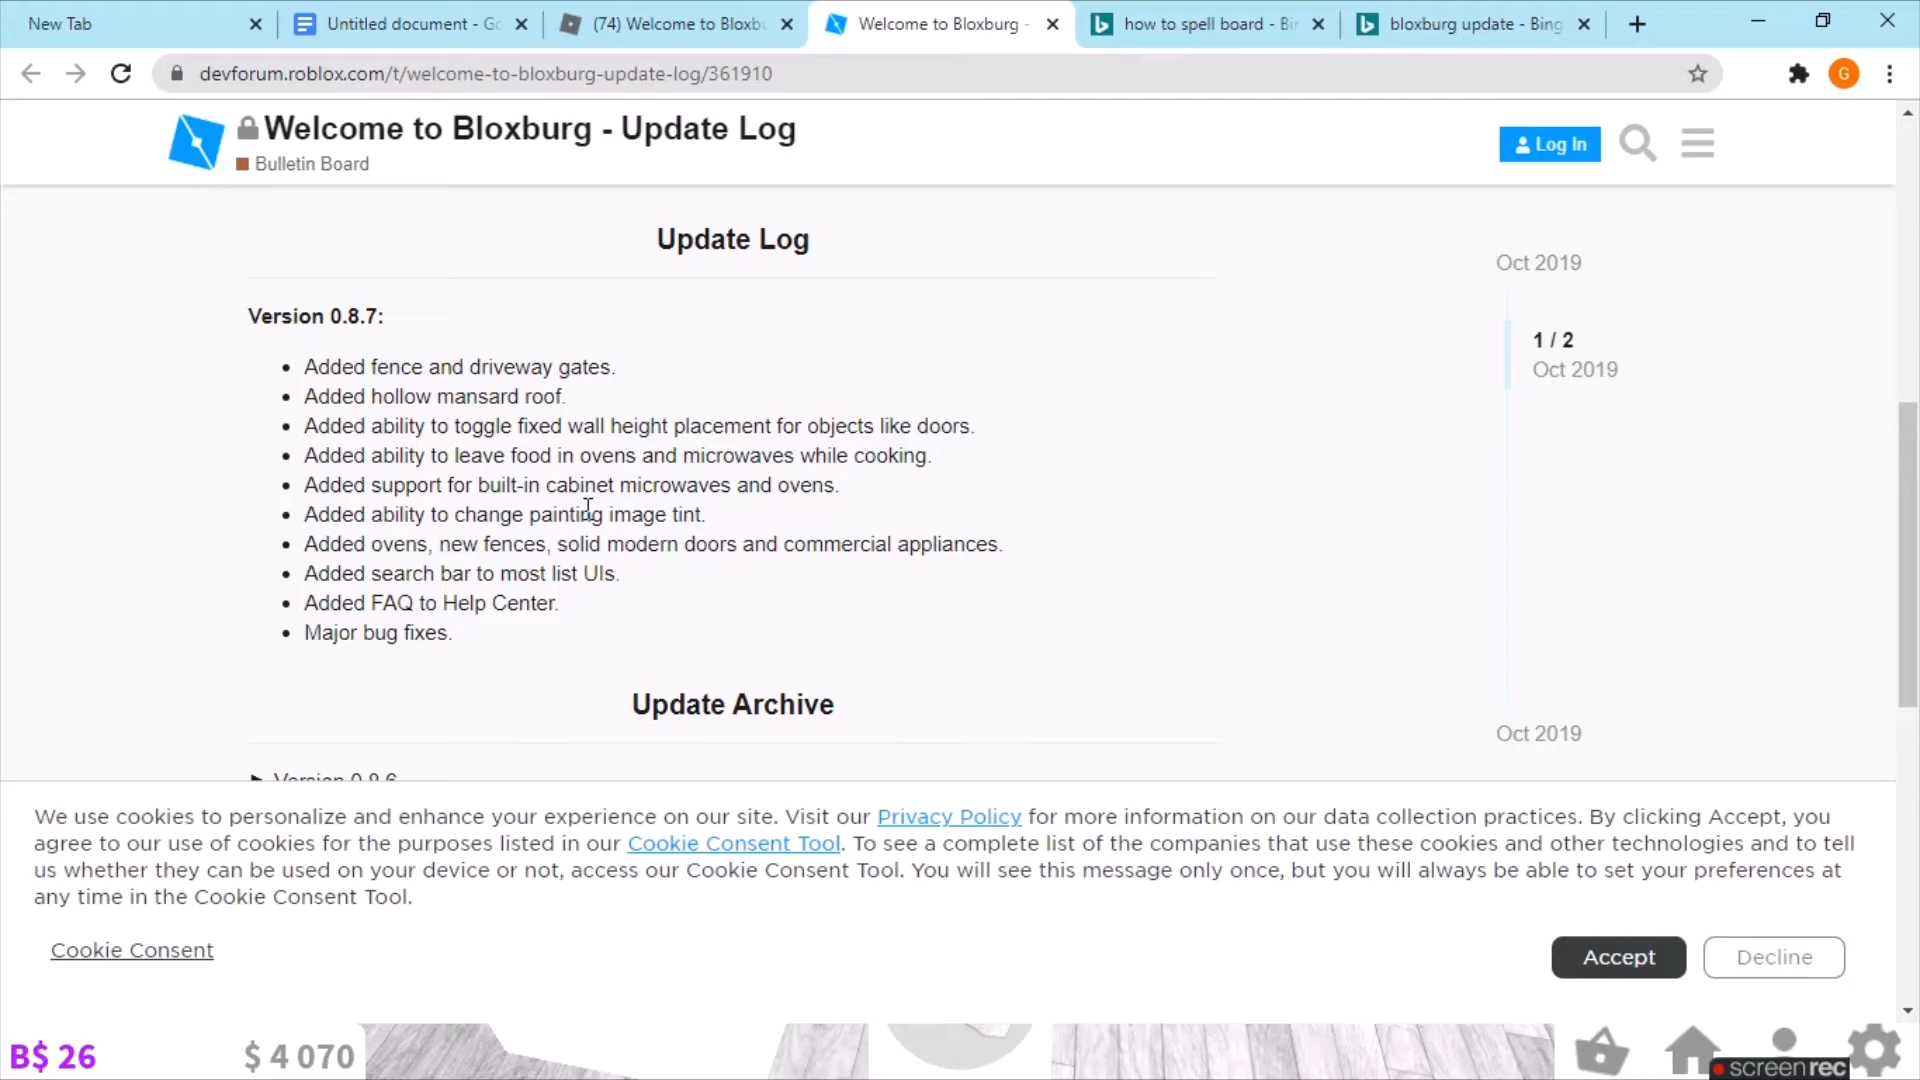 New Tab
Untitled document - Go
(74) Welcome to Bloxbu
Welcome to Bloxburg -
how to spell board - Bin
bloxburg update - Bing
devforum.roblox.com/t/welcome-to-bloxburg-update-log/361910
G
Welcome to Bloxburg - Update Log
Bulletin Board
Log In
Update Log
Oct 2019
Version 0.8.7:
1 / 2
Oct 2019
• Added fence and driveway gates.
• Added hollow mansard roof.
• Added ability to toggle fixed wall height placement for objects like doors.
• Added ability to leave food in ovens and microwaves while cooking.
• Added support for built-in cabinet microwaves and ovens.
• Added ability to change painting image tint.
• Added ovens, new fences, solid modern doors and commercial appliances.
• Added search bar to most list UIs.
• Added FAQ to Help Center.
• Major bug fixes.
Update Archive
Oct 2019
Version 0.8.6
We use cookies to personalize and enhance your experience on our site. Visit our Privacy Policy for more information on our data collection practices. By clicking Accept, you
agree to our use of cookies for the purposes listed in our Cookie Consent Tool. To see a complete list of the companies that use these cookies and other technologies and to tell
us whether they can be used on your device or not, access our Cookie Consent Tool. You will see this message only once, but you will always be able to set your preferences at
any time in the Cookie Consent Tool.
Cookie Consent
Accept
Decline
B$ 26
$ 4 070
screenrec